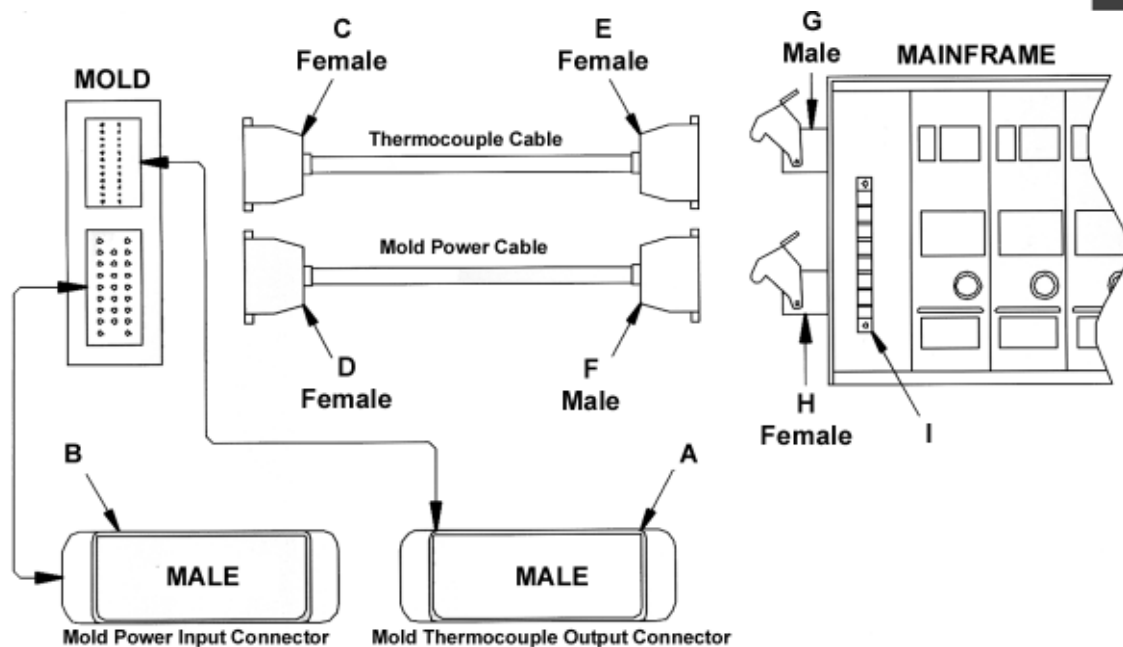 C
Female
E
Female
G
Male
MAINFRAME
MOLD
Thermocouple Cable
Mold Power Cable
D
Female
F
Male
H
Female
I
B
A
MALE
MALE
Mold Power Input Connector
Mold Thermocouple Output Connector